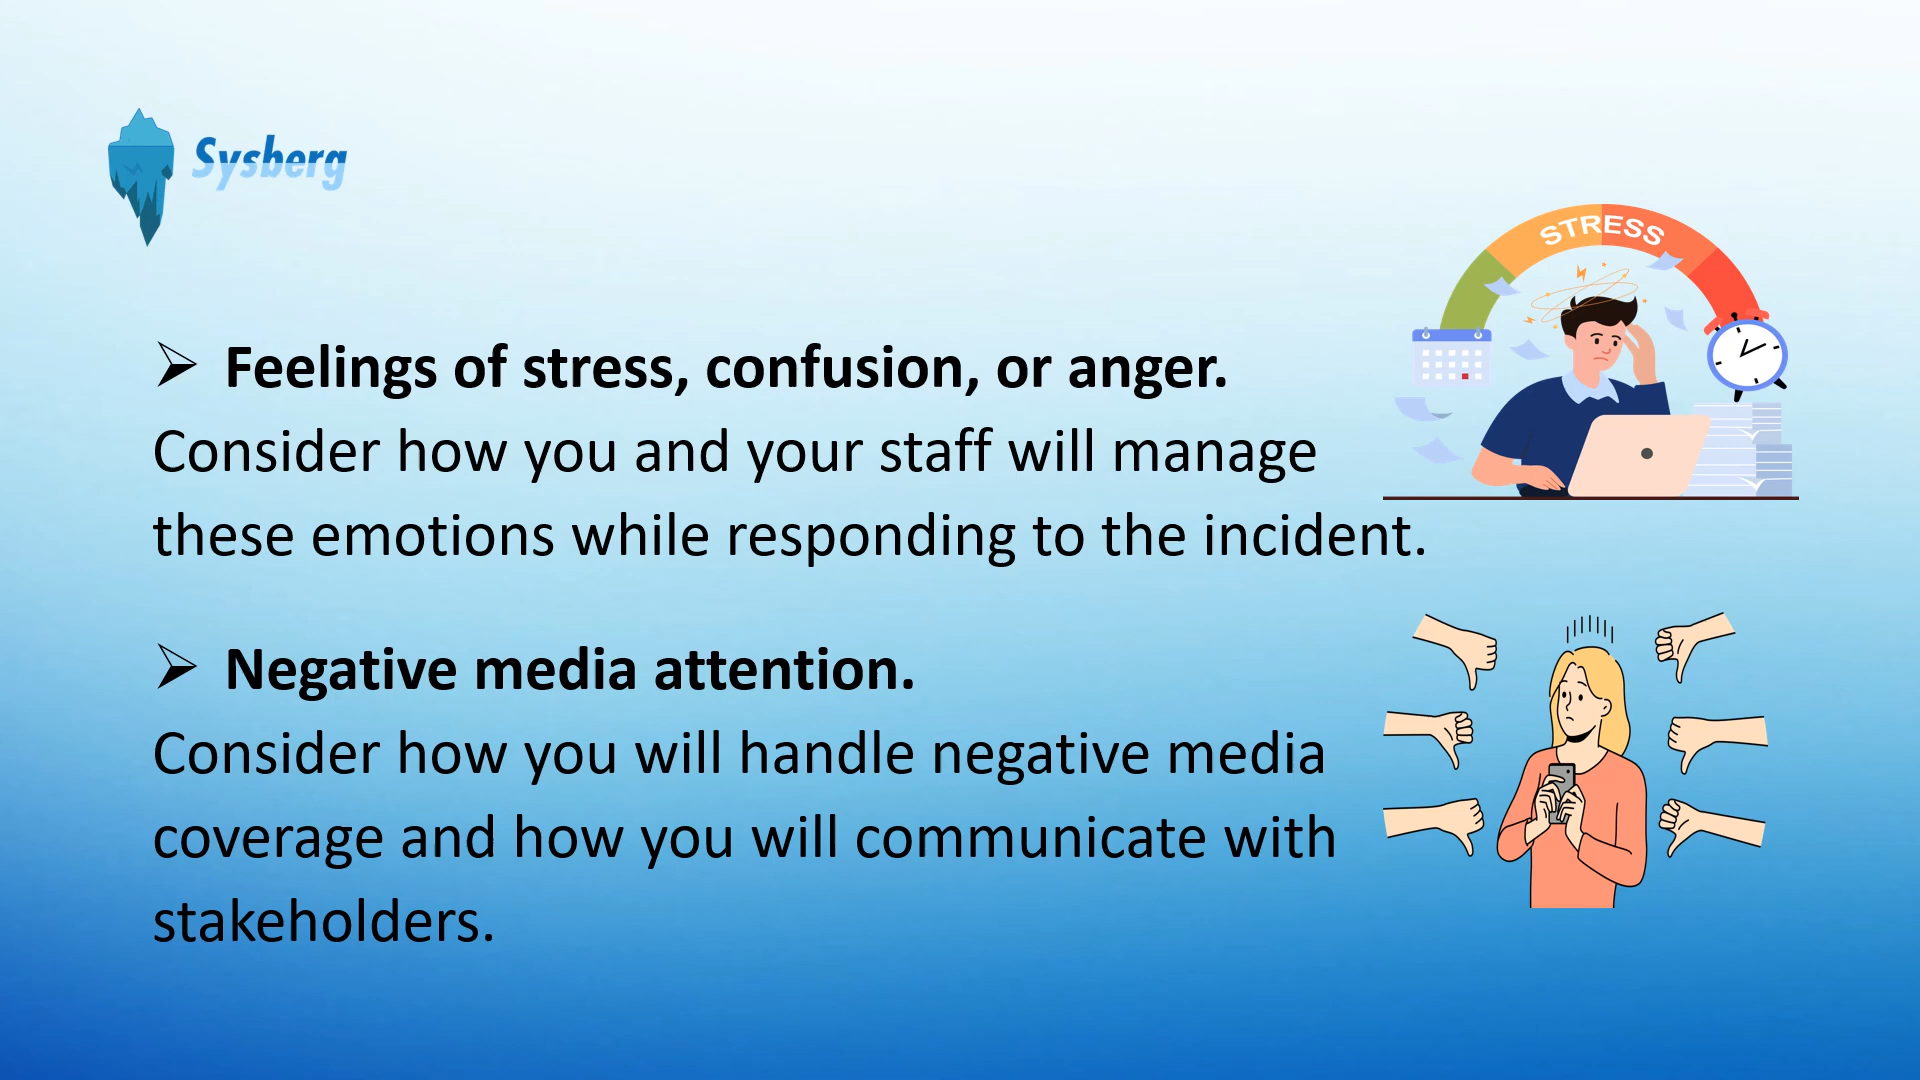 Sysberg
STRESS
➢ Feelings of stress, confusion, or anger.
Consider how you and your staff will manage
these emotions while responding to the incident.
➢ Negative media attention.
Consider how you will handle negative media
coverage and how you will communicate with
stakeholders.